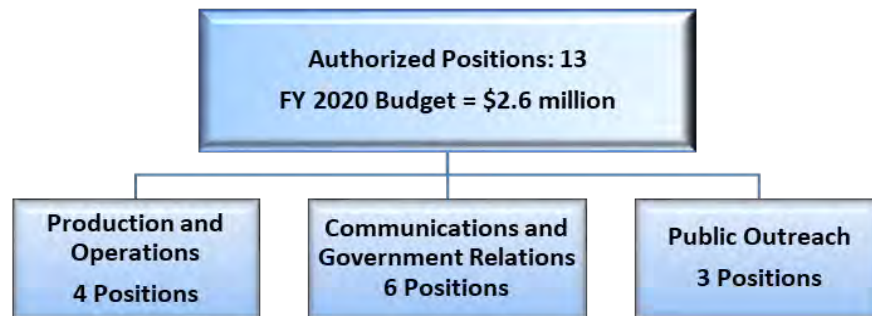 Authorized Positions: 13
FY 2020 Budget = $2.6 million
Production and
Operations
4 Positions
Communications and
Government Relations
6 Positions
Public Outreach
3 Positions